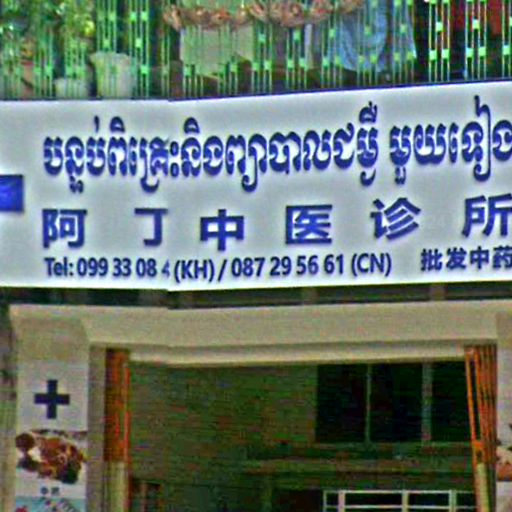 បន្ទប់ពិគ្រោះនិងព្យាបាលជម្ងឺ មួយទៀង
阿丁中医诊所
Tel: 099 33 08 4 (KH) / 087 29 56 61 (CN) 批发中药